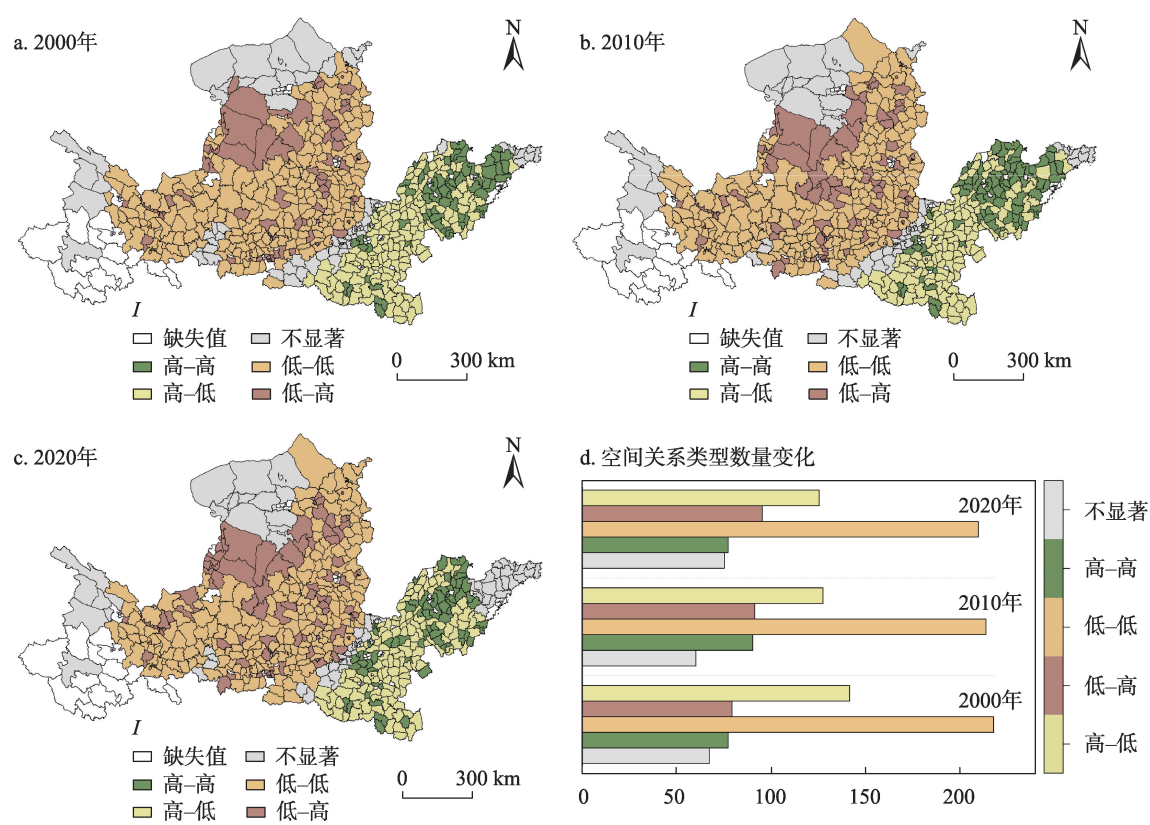 a. 2000年
N
I
缺失值
不显著
高–高
低–低
高–低
低–高
0 300 km
b. 2010年
N
I
缺失值
不显著
高–高
低–低
高–低
低–高
0 300 km
c. 2020年
N
I
缺失值
不显著
高–高
低–低
高–低
低–高
0 300 km
d. 空间关系类型数量变化
2020年
2010年
2000年
0 50 100 150 200
不显著
高–高
低–低
低–高
高–低